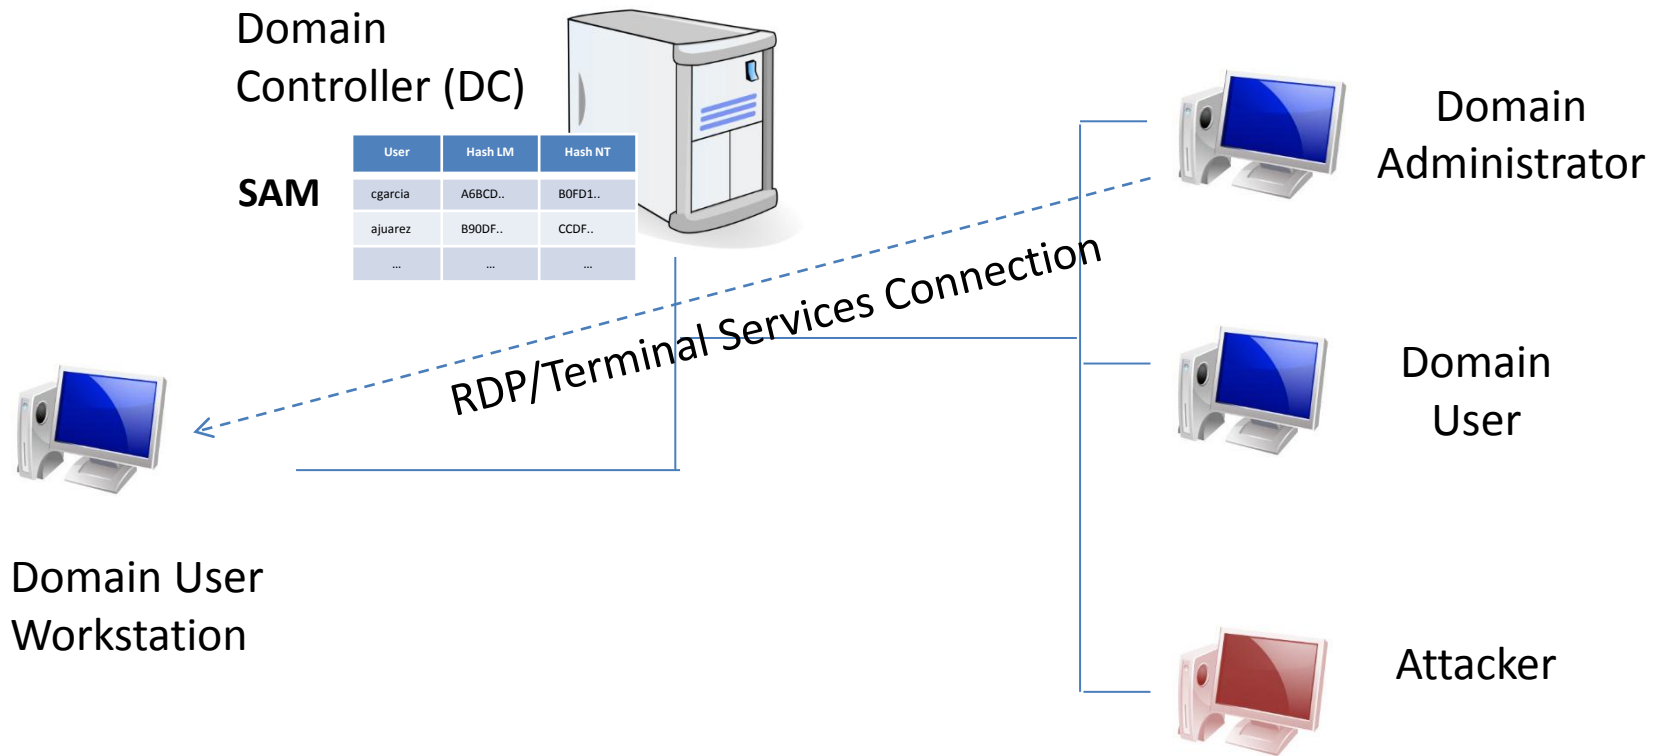 Domain
Controller (DC)
SAM
User Hash LM Hash NT
cgarcia A6BCD.. B0FD1..
ajuarez B90DF.. CCDF..
... ... ...
Domain
Administrator
RDP/Terminal Services Connection
Domain
User
Domain User
Workstation
Attacker